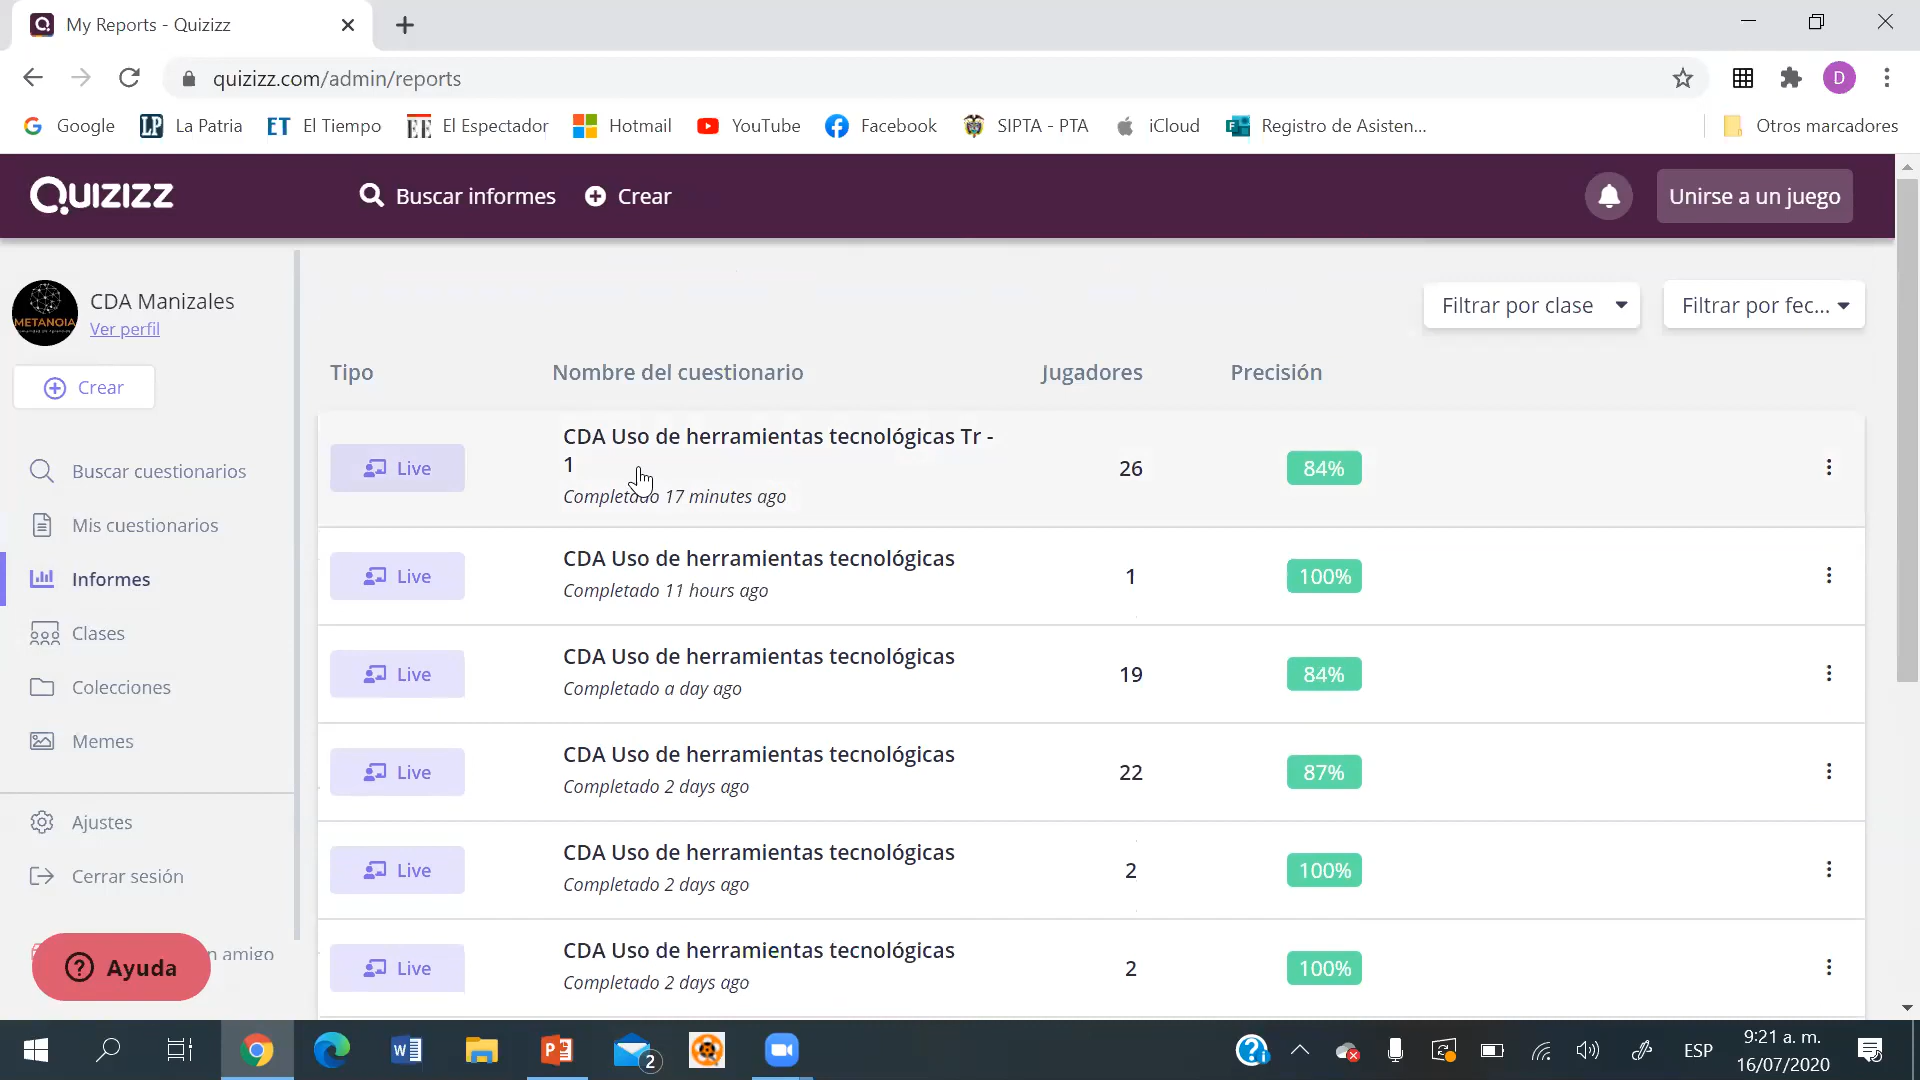 My Reports - Quizizz
quizizz.com/admin/reports
Google
La Patria
El Tiempo
El Espectador
Hotmail
YouTube
Facebook
SIPTA - PTA
iCloud
Registro de Asisten...
Otros marcadores
Quizizz
Buscar informes
Crear
Unirse a un juego
METANOIA
CDA Manizales
Ver perfil
Crear
Buscar cuestionarios
Mis cuestionarios
Informes
Clases
Colecciones
Memes
Ajustes
Cerrar sesión
n amigo
Ayuda
Filtrar por clase
Filtrar por fec...
Tipo Nombre del cuestionario Jugadores Precisión
Live
CDA Uso de herramientas tecnológicas Tr -
1
Completado 17 minutes ago
26
84%
Live
CDA Uso de herramientas tecnológicas
Completado 11 hours ago
1
100%
Live
CDA Uso de herramientas tecnológicas
Completado a day ago
19
84%
Live
CDA Uso de herramientas tecnológicas
Completado 2 days ago
22
87%
Live
CDA Uso de herramientas tecnológicas
Completado 2 days ago
2
100%
Live
CDA Uso de herramientas tecnológicas
Completado 2 days ago
2
100%
2
ESP
9:21 a. m.
16/07/2020